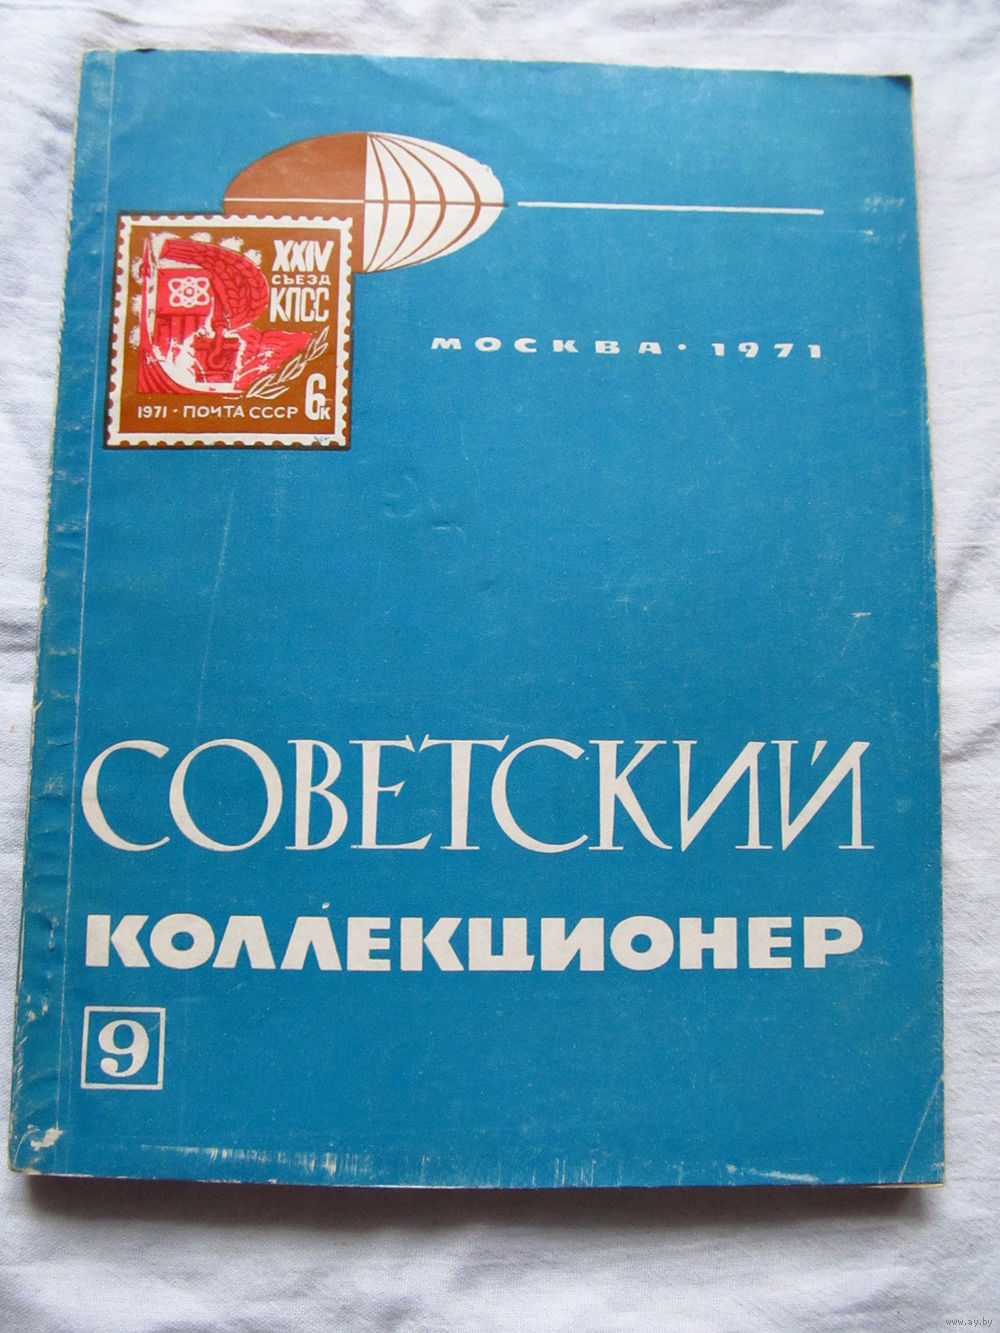 XXIV
СЪЕЗД
КПСС
6К
1971 · ПОЧТА СССР
МОСКВА · 1971
СОВЕТСКИЙ
КОЛЛЕКЦИОНЕР
9
www.ay.by